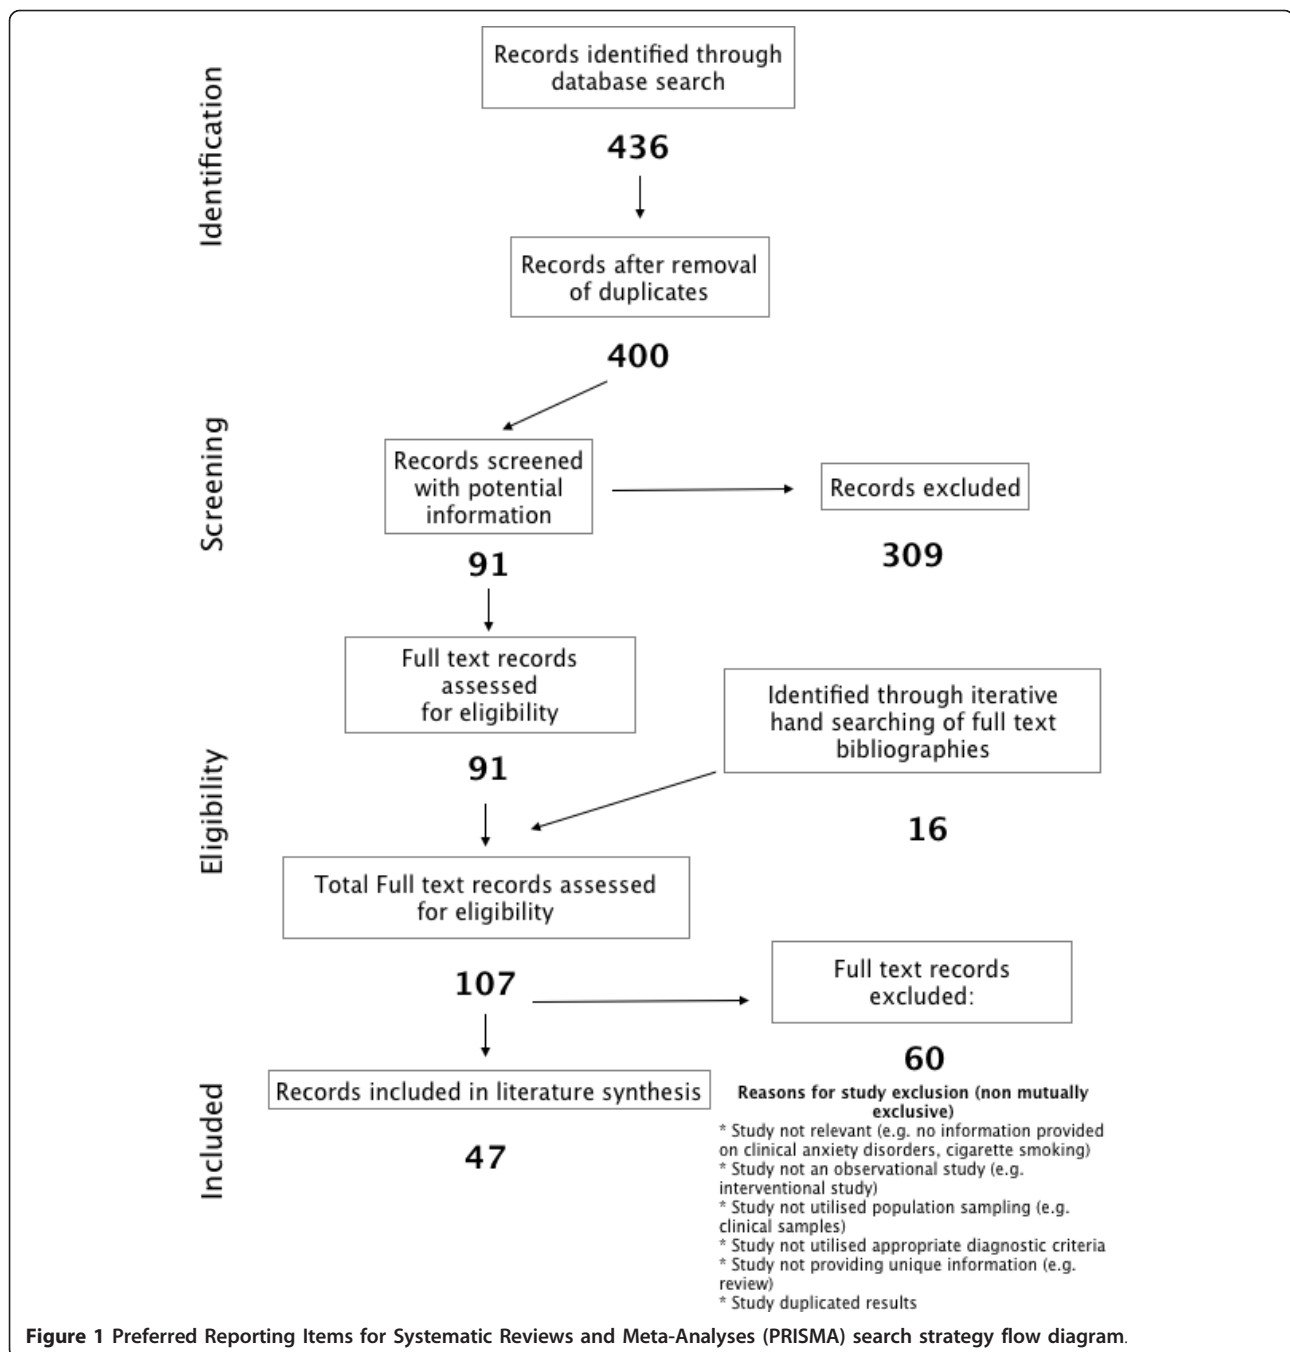 Identification
Records identified through
database search
436
Records after removal
of duplicates
400
Screening
Records screened
with potential
information
91
Records excluded
309
Eligibility
Full text records
assessed
for eligibility
91
Identified through iterative
hand searching of full text
bibliographies
16
Total Full text records assessed
for eligibility
107
Full text records
excluded:
60
Reasons for study exclusion (non mutually
exclusive)
* Study not relevant (e.g. no information provided
on clinical anxiety disorders, cigarette smoking)
* Study not an observational study (e.g.
interventional study)
* Study not utilised population sampling (e.g.
clinical samples)
* Study not utilised appropriate diagnostic criteria
* Study not providing unique information (e.g.
review)
* Study duplicated results
Included
Records included in literature synthesis
47
Figure 1 Preferred Reporting Items for Systematic Reviews and Meta-Analyses (PRISMA) search strategy flow diagram.